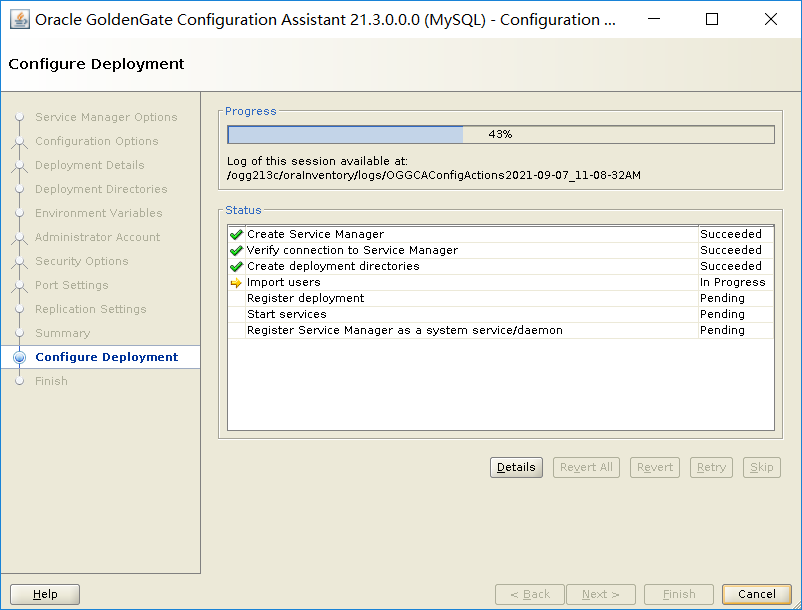 Oracle GoldenGate Configuration Assistant 21.3.0.0.0 (MySQL) - Configuration ...
Configure Deployment
Service Manager Options
Configuration Options
Deployment Details
Deployment Directories
Environment Variables
Administrator Account
Security Options
Port Settings
Replication Settings
Summary
Configure Deployment
Finish
Progress
43%
Log of this session available at:
/ogg213c/oraInventory/logs/OGGCAConfigActions2021-09-07_11-08-32AM
Status
Create Service Manager Succeeded
Verify connection to Service Manager Succeeded
Create deployment directories Succeeded
Import users In Progress
Register deployment Pending
Start services Pending
Register Service Manager as a system service/daemon Pending
Details Revert All Revert Retry Skip
Help < Back Next > Finish Cancel